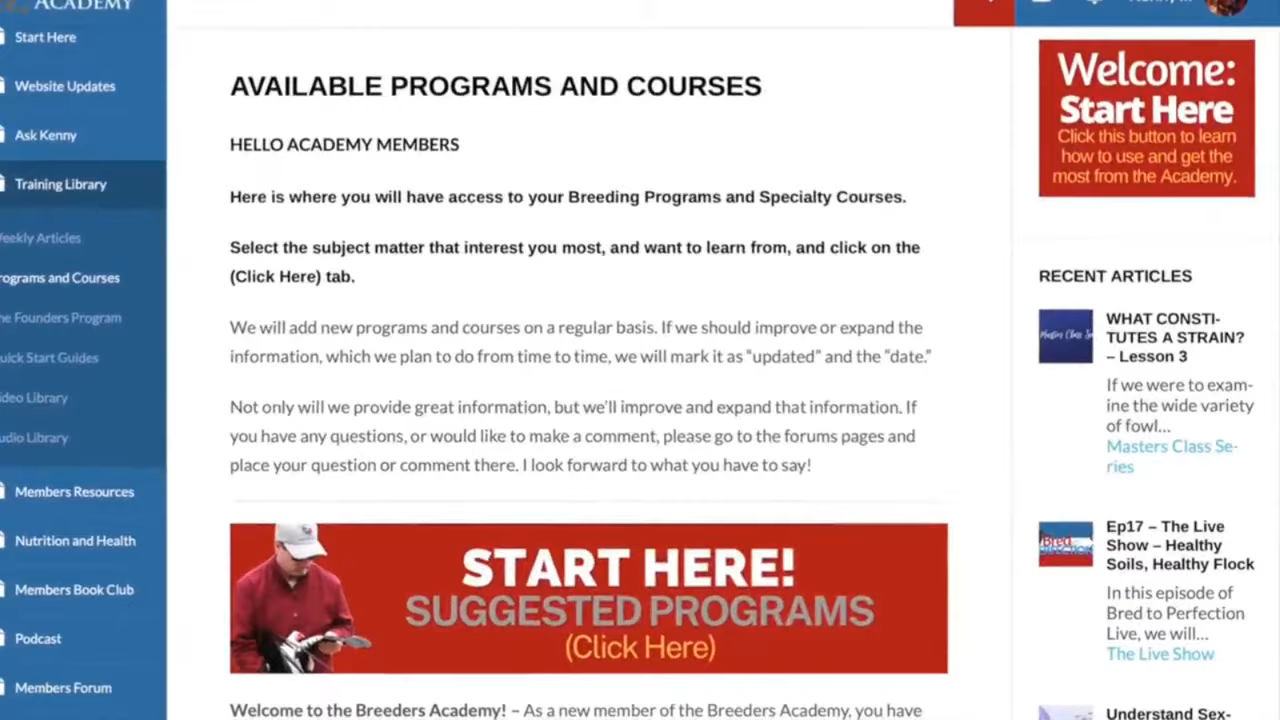 ACADEMY
Start Here
Website Updates
Ask Kenny
Training Library
eekly Articles
rograms and Courses
he Founders Program
uick Start Guides
ideo Library
udio Library
Members Resources
Nutrition and Health
Members Book Club
Podcast
Members Forum
AVAILABLE PROGRAMS AND COURSES
HELLO ACADEMY MEMBERS
Here is where you will have access to your Breeding Programs and Specialty Courses.
Select the subject matter that interest you most, and want to learn from, and click on the
(Click Here) tab.
We will add new programs and courses on a regular basis. If we should improve or expand the
information, which we plan to do from time to time, we will mark it as “updated” and the “date.”
Not only will we provide great information, but we’ll improve and expand that information. If
you have any questions, or would like to make a comment, please go to the forums pages and
place your question or comment there. I look forward to what you have to say!
START HERE!
SUGGESTED PROGRAMS
(Click Here)
Welcome to the Breeders Academy! – As a new member of the Breeders Academy, you have
Welcome:
Start Here
Click this button to learn
how to use and get the
most from the Academy.
RECENT ARTICLES
WHAT CONSTI-
TUTES A STRAIN?
– Lesson 3
If we were to exam-
ine the wide variety
of fowl...
Masters Class Se-
ries
Ep17 – The Live
Show – Healthy
Soils, Healthy Flock
In this episode of
Bred to Perfection
Live, we will...
The Live Show
Understand Sex-